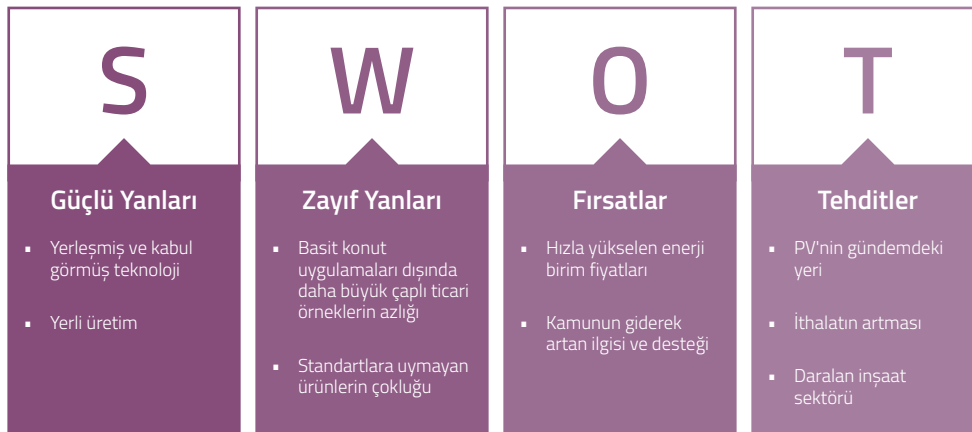 S
Güçlü Yanları
▪ Yerleşmiş ve kabul
görmüş teknoloji
▪ Yerli üretim
W
Zayıf Yanları
▪ Basit konut
uygulamaları dışında
daha büyük çaplı ticari
örneklerin azlığı
▪ Standartlara uymayan
ürünlerin çokluğu
O
Fırsatlar
▪ Hızla yükselen enerji
birim fiyatları
▪ Kamunun giderek
artan ilgisi ve desteği
T
Tehditler
▪ PV'nin gündemdeki
yeri
▪ İthalatın artması
▪ Daralan inşaat
sektörü